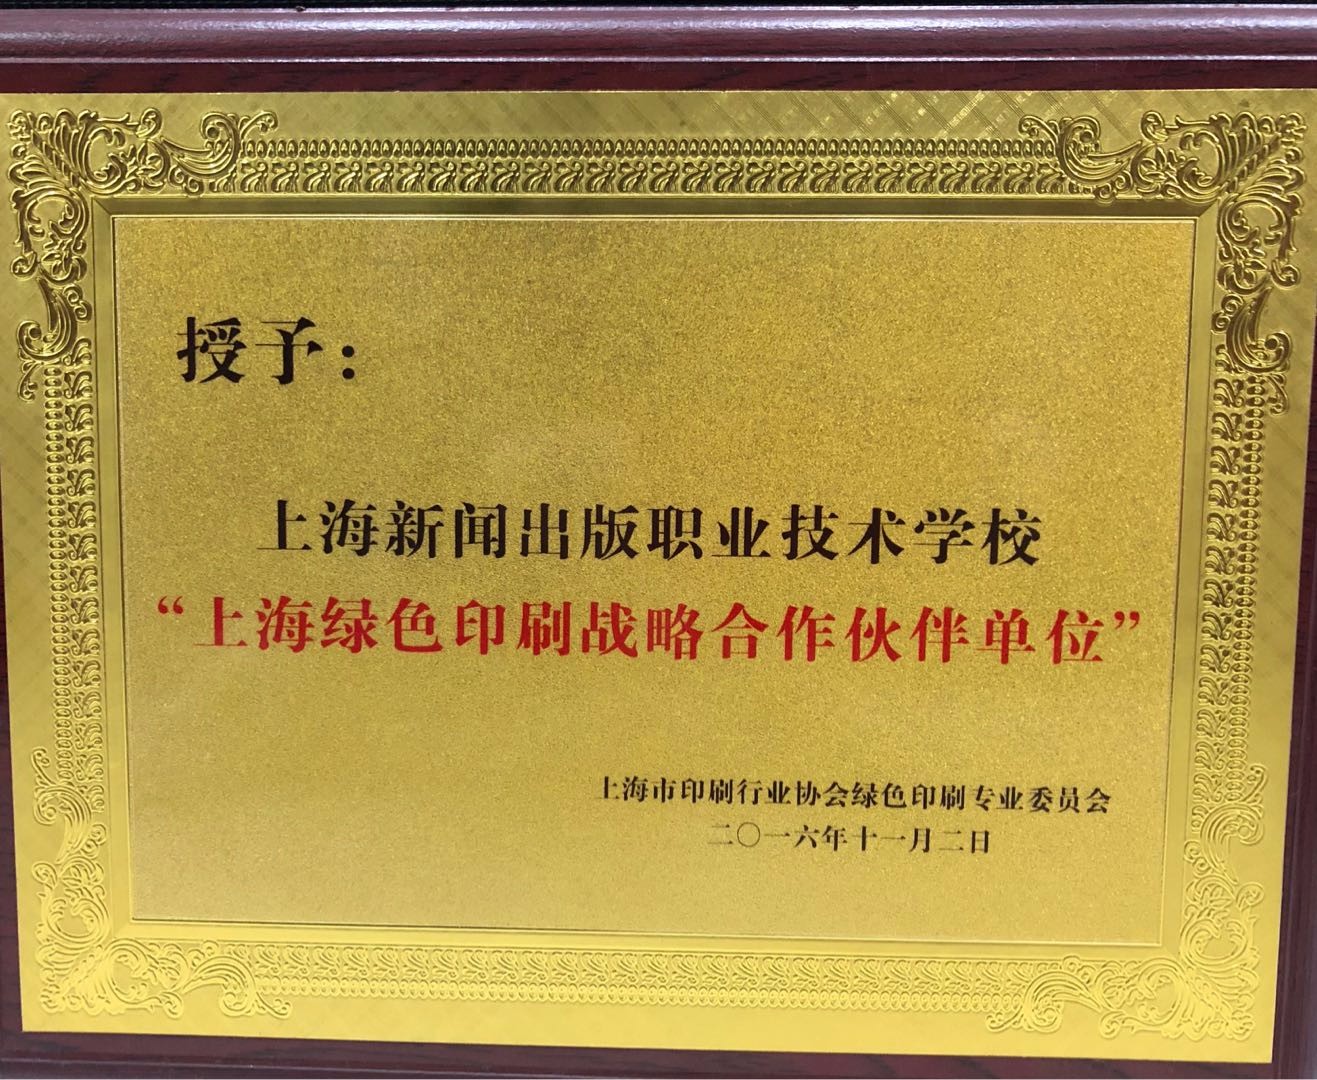 授予：
上海新闻出版职业技术学校
“上海绿色印刷战略合作伙伴单位”
上海市印刷行业协会绿色印刷专业委员会
二〇一六年十一月二日